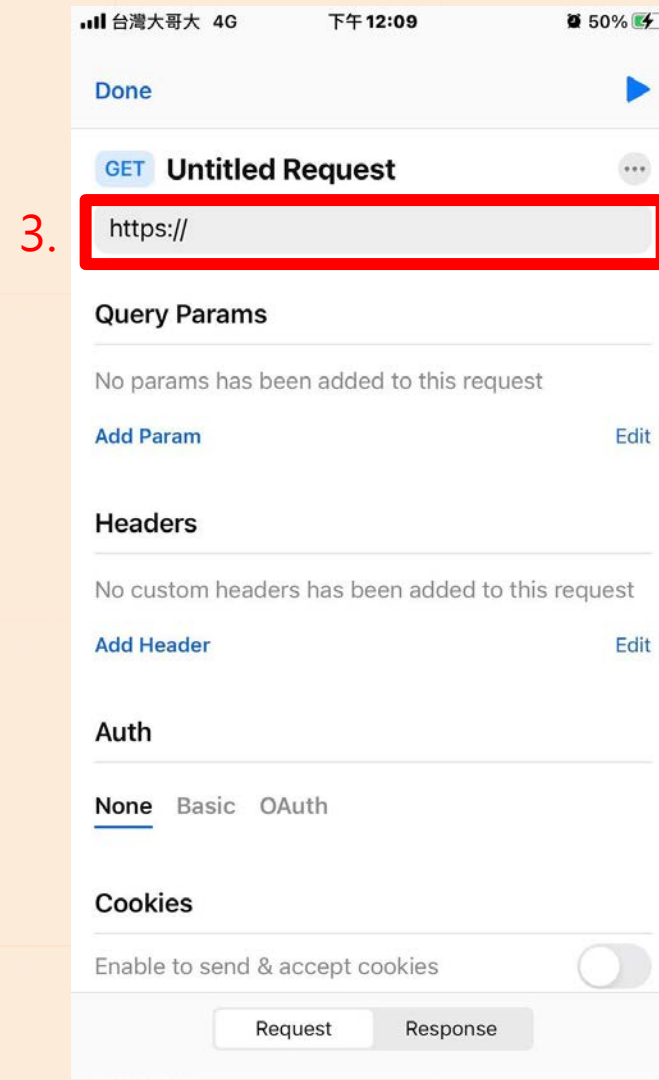 台灣大哥大 4G 下午12:09 50%
Done
GET Untitled Request
3. https://
Query Params
No params has been added to this request
Add Param Edit
Headers
No custom headers has been added to this request
Add Header Edit
Auth
None Basic OAuth
Cookies
Enable to send & accept cookies
Request Response